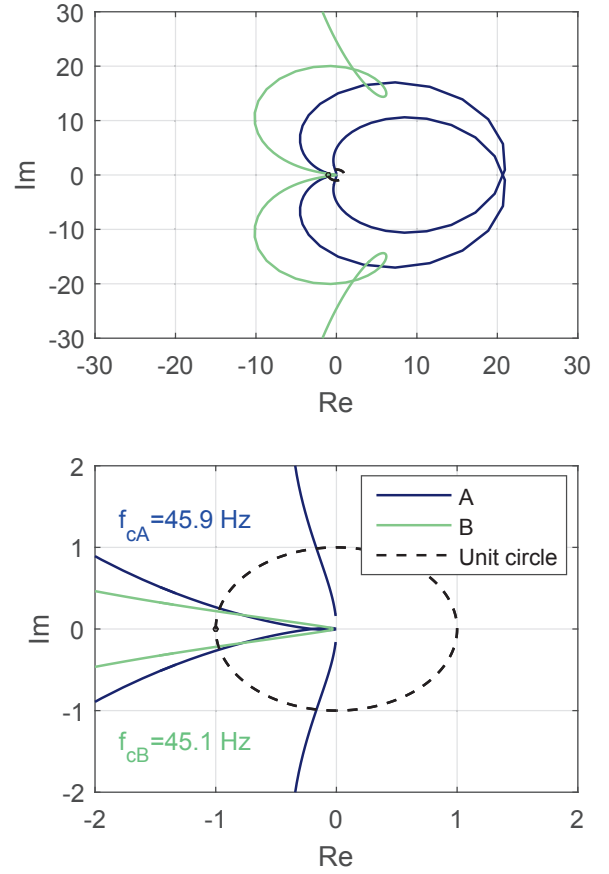 30
20
10
0
-10
-20
-30
Im
-30 -20 -10 0 10 20 30
Re
2
1
0
-1
-2
Im
f_cA=45.9 Hz
f_cB=45.1 Hz
A
B
Unit circle
-2 -1 0 1 2
Re